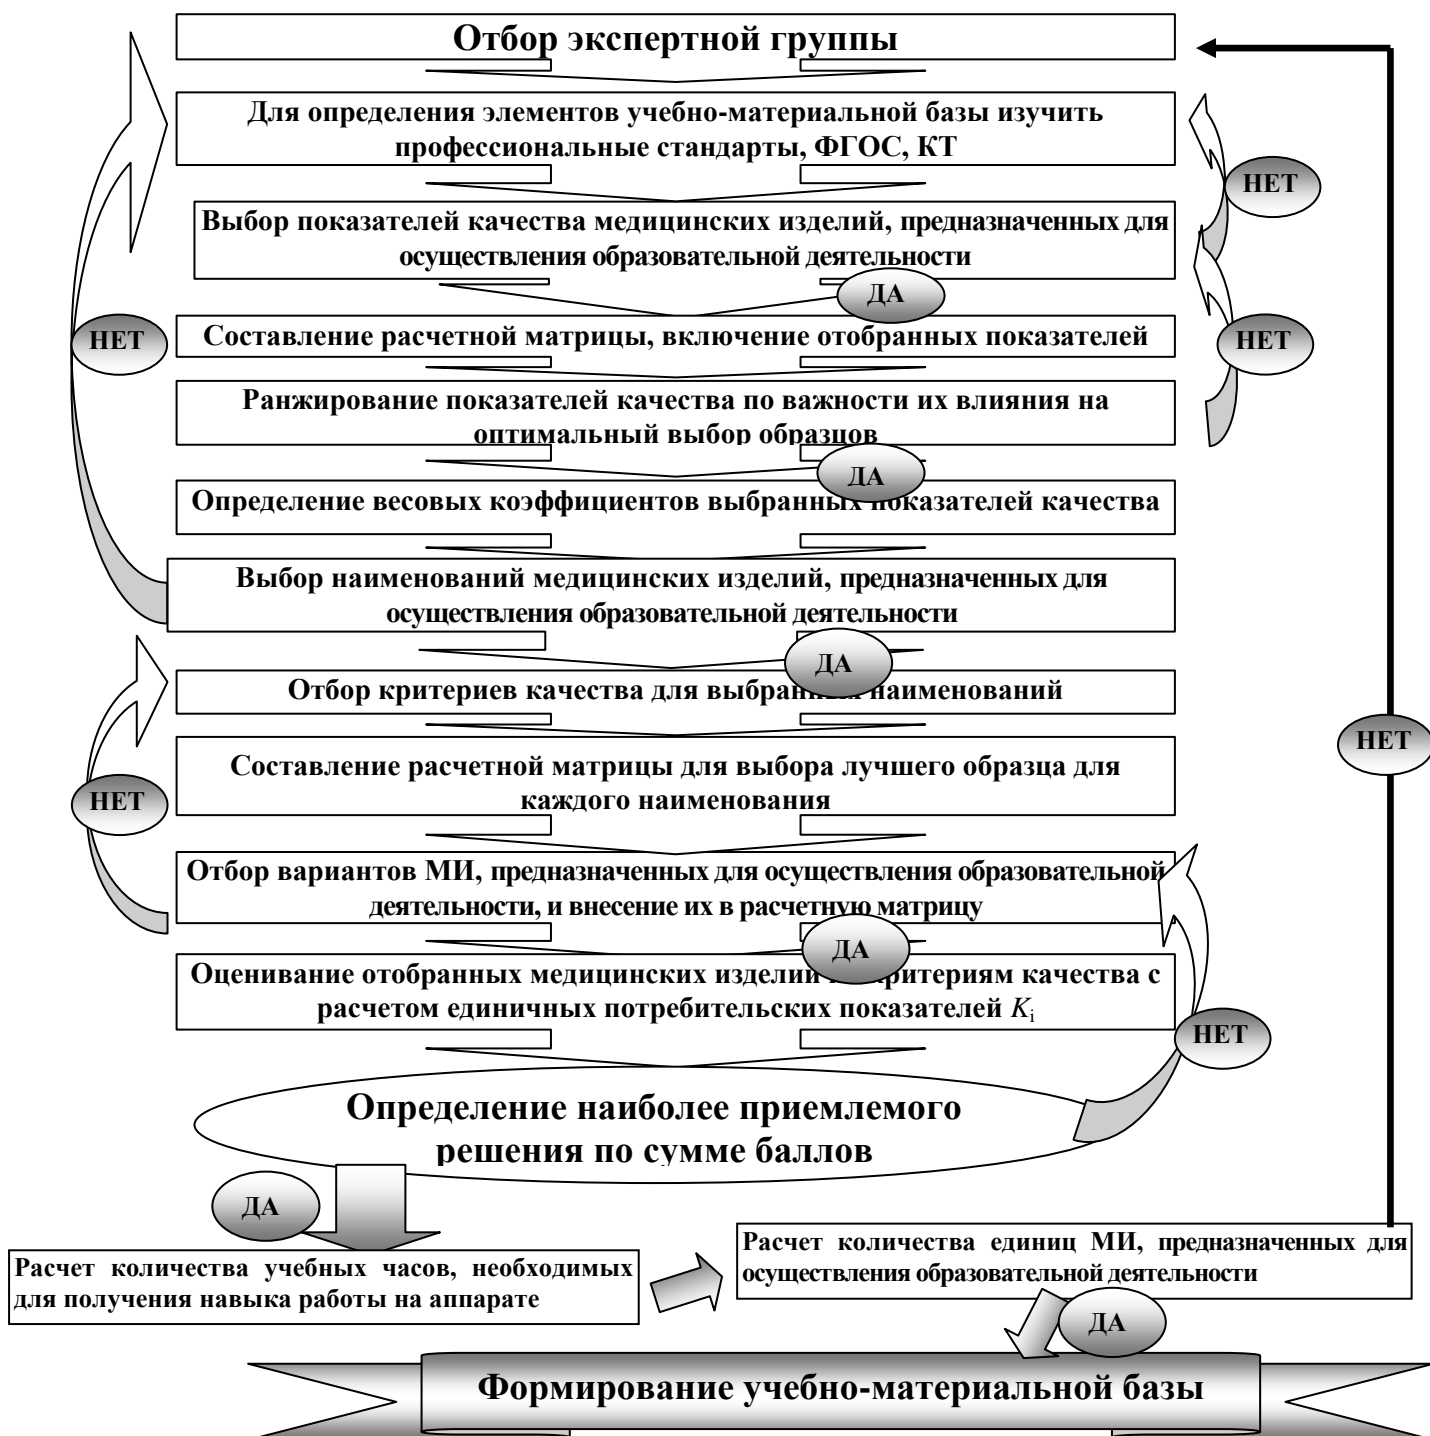 Отбор экспертной группы
Для определения элементов учебно-материальной базы изучить
профессиональные стандарты, ФГОС, КТ
НЕТ
Выбор показателей качества медицинских изделий, предназначенных для
осуществления образовательной деятельности
ДА
НЕТ
Составление расчетной матрицы, включение отобранных показателей
НЕТ
Ранжирование показателей качества по важности их влияния на
оптимальный выбор образцов
ДА
Определение весовых коэффициентов выбранных показателей качества
Выбор наименований медицинских изделий, предназначенных для
осуществления образовательной деятельности
ДА
Отбор критериев качества для выбранных наименований
НЕТ
Составление расчетной матрицы для выбора лучшего образца для
каждого наименования
НЕТ
Отбор вариантов МИ, предназначенных для осуществления образовательной
деятельности, и внесение их в расчетную матрицу
ДА
Оценивание отобранных медицинских изделий критериям качества с
расчетом единичных потребительских показателей Ki
НЕТ
Определение наиболее приемлемого
решения по сумме баллов
ДА
Расчет количества учебных часов, необходимых
для получения навыка работы на аппарате
Расчет количества единиц МИ, предназначенных для
осуществления образовательной деятельности
ДА
Формирование учебно-материальной базы